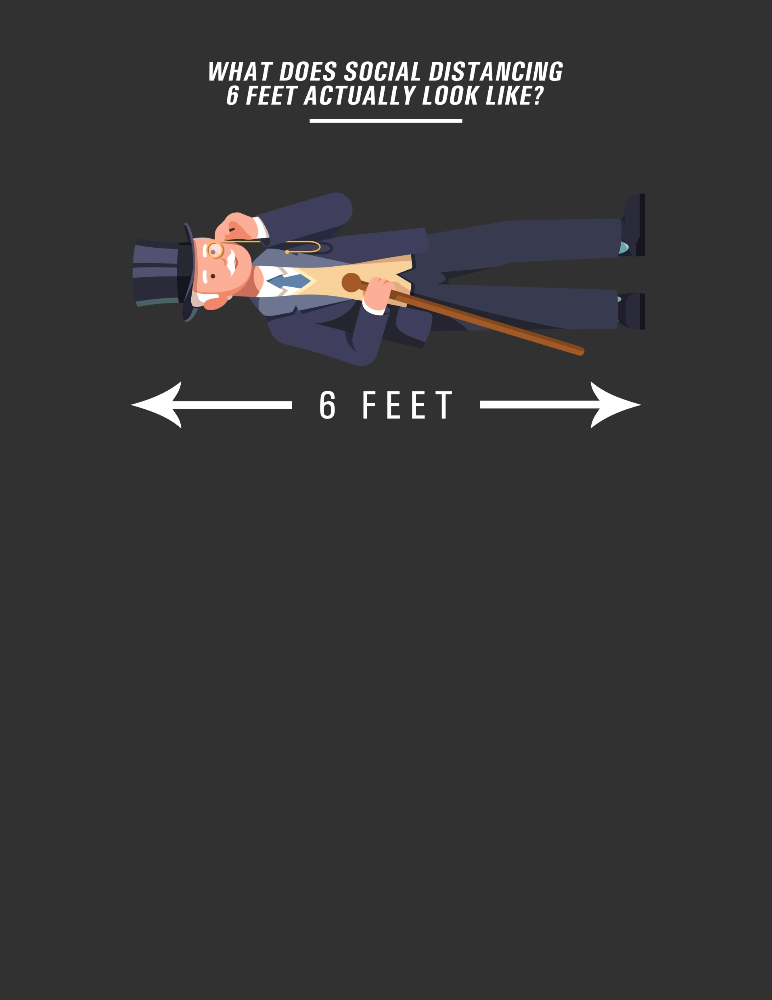 WHAT DOES SOCIAL DISTANCING
6 FEET ACTUALLY LOOK LIKE?
6 FEET